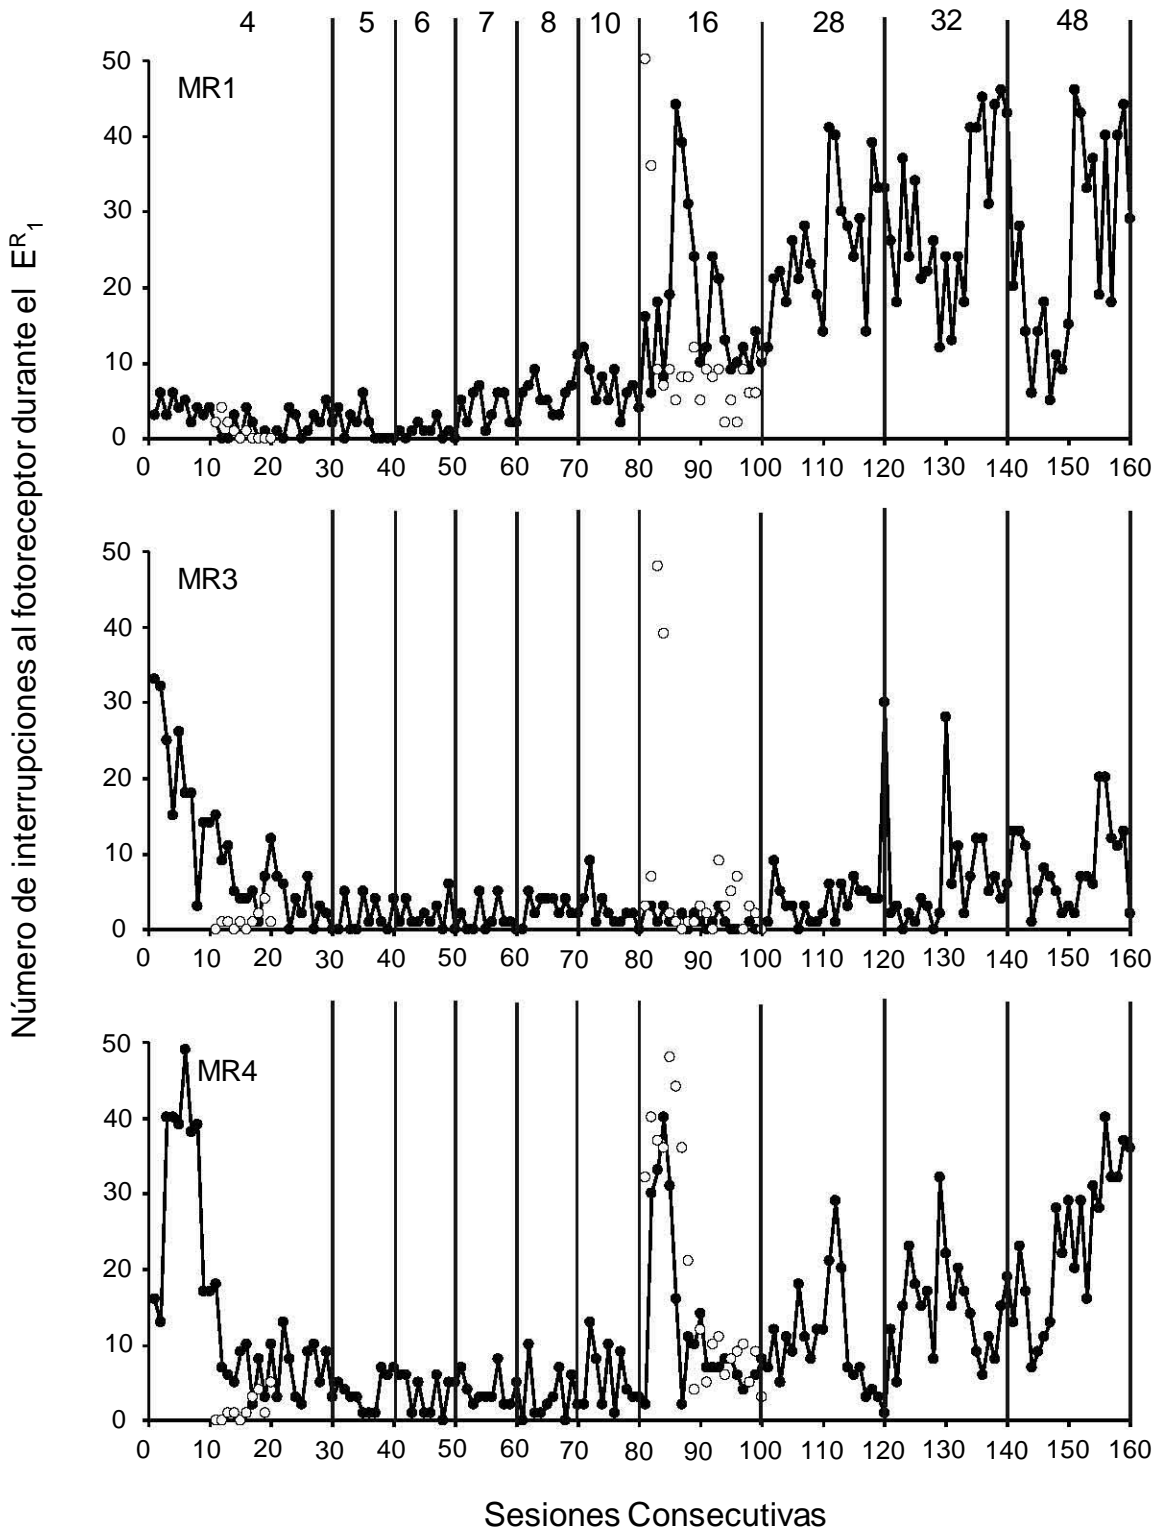 4 5 6 7 8 10 16 28 32 48
Número de interrupciones al fotoreceptor durante el E^R_1
MR1
50
40
30
20
10
0
0 10 20 30 40 50 60 70 80 90 100 110 120 130 140 150 160
MR3
50
40
30
20
10
0
0 10 20 30 40 50 60 70 80 90 100 110 120 130 140 150 160
MR4
50
40
30
20
10
0
0 10 20 30 40 50 60 70 80 90 100 110 120 130 140 150 160
Sesiones Consecutivas